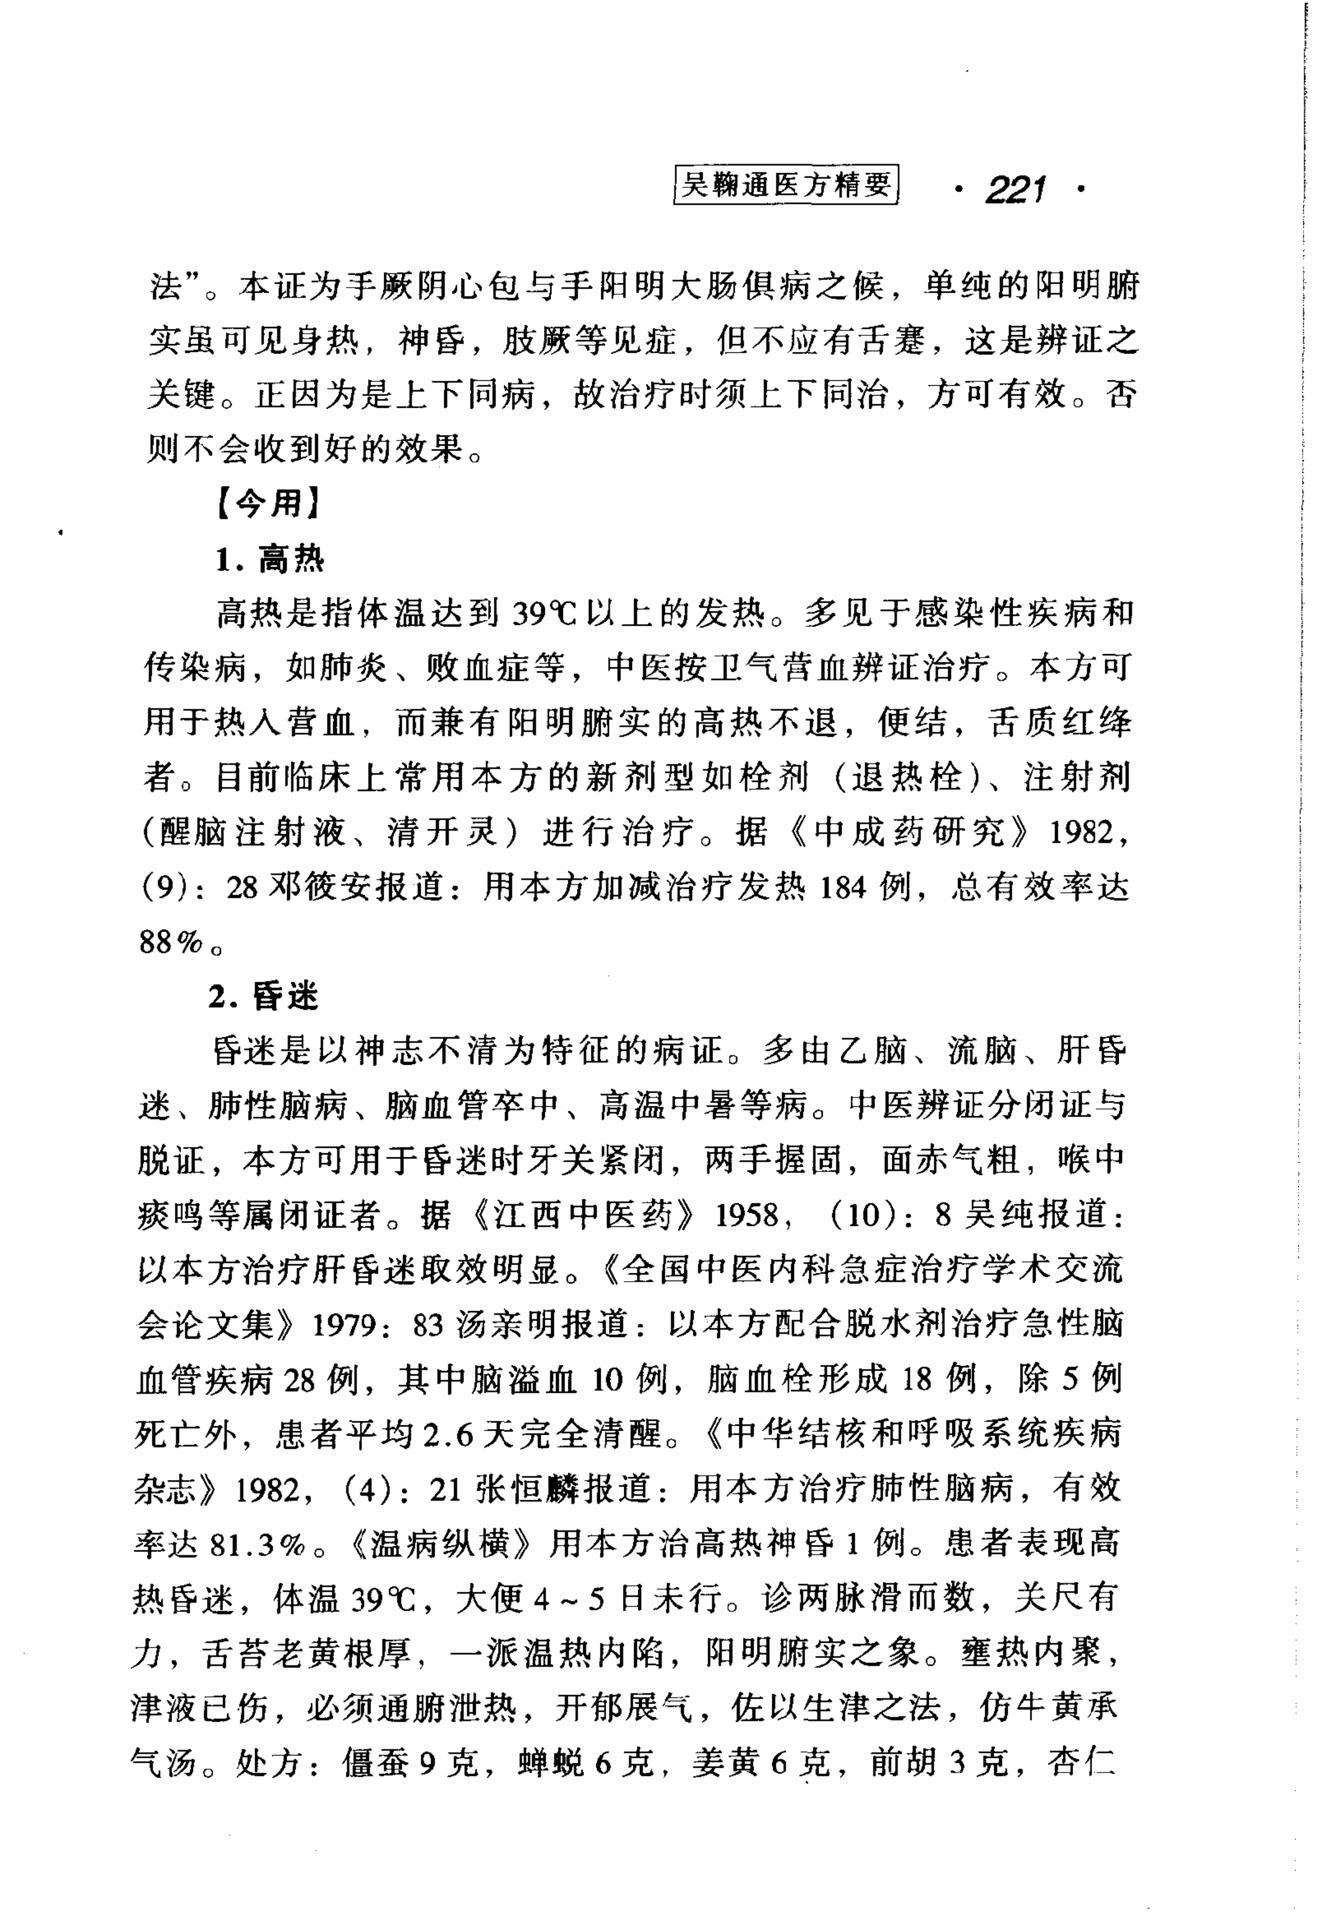 吴鞠通医方精要 · 221 ·
法”。本证为手厥阴心包与手阳明大肠俱病之候，单纯的阳明腑
实虽可见身热，神昏，肢厥等见症，但不应有舌蹇，这是辨证之
关键。正因为是上下同病，故治疗时须上下同治，方可有效。否
则不会收到好的效果。
【今用】
1. 高热
高热是指体温达到 39℃以上的发热。多见于感染性疾病和
传染病，如肺炎、败血症等，中医按卫气营血辨证治疗。本方可
用于热入营血，而兼有阳明腑实的高热不退，便结，舌质红绛
者。目前临床上常用本方的新剂型如栓剂（退热栓）、注射剂
（醒脑注射液、清开灵）进行治疗。据《中成药研究》1982，
(9)：28 邓筱安报道：用本方加减治疗发热 184 例，总有效率达
88%。
2. 昏迷
昏迷是以神志不清为特征的病证。多由乙脑、流脑、肝昏
迷、肺性脑病、脑血管卒中、高温中暑等病。中医辨证分闭证与
脱证，本方可用于昏迷时牙关紧闭，两手握固，面赤气粗，喉中
痰鸣等属闭证者。据《江西中医药》1958，(10)：8 吴纯报道：
以本方治疗肝昏迷取效明显。《全国中医内科急症治疗学术交流
会论文集》1979：83 汤亲明报道：以本方配合脱水剂治疗急性脑
血管疾病 28 例，其中脑溢血 10 例，脑血栓形成 18 例，除 5 例
死亡外，患者平均 2.6 天完全清醒。《中华结核和呼吸系统疾病
杂志》1982，(4)：21 张恒麟报道：用本方治疗肺性脑病，有效
率达 81.3%。《温病纵横》用本方治高热神昏 1 例。患者表现高
热昏迷，体温 39℃，大便 4～5 日未行。诊两脉滑而数，关尺有
力，舌苔老黄根厚，一派温热内陷，阳明腑实之象。壅热内聚，
津液已伤，必须通腑泄热，开郁展气，佐以生津之法，仿牛黄承
气汤。处方：僵蚕 9 克，蝉蜕 6 克，姜黄 6 克，前胡 3 克，杏仁